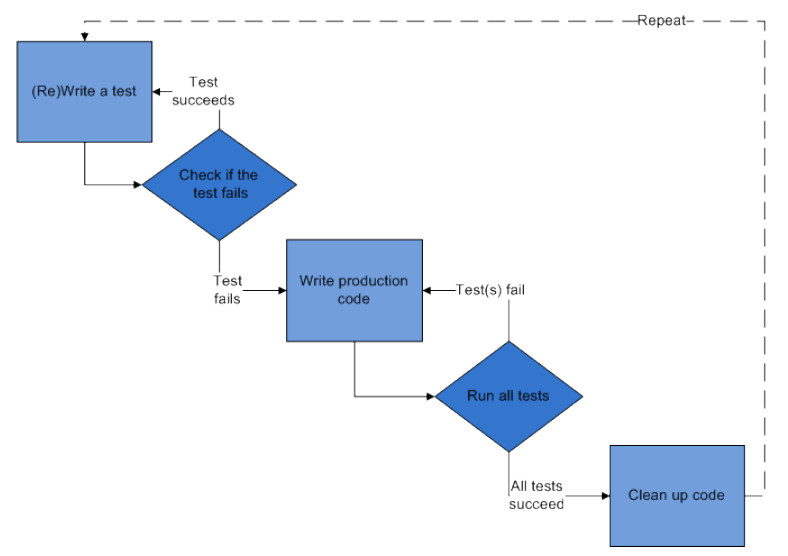 Repeat
(Re)Write a test
Test
succeeds
Check if the
test fails
Test
fails
Write production
code
Test(s) fail
Run all tests
All tests
succeed
Clean up code